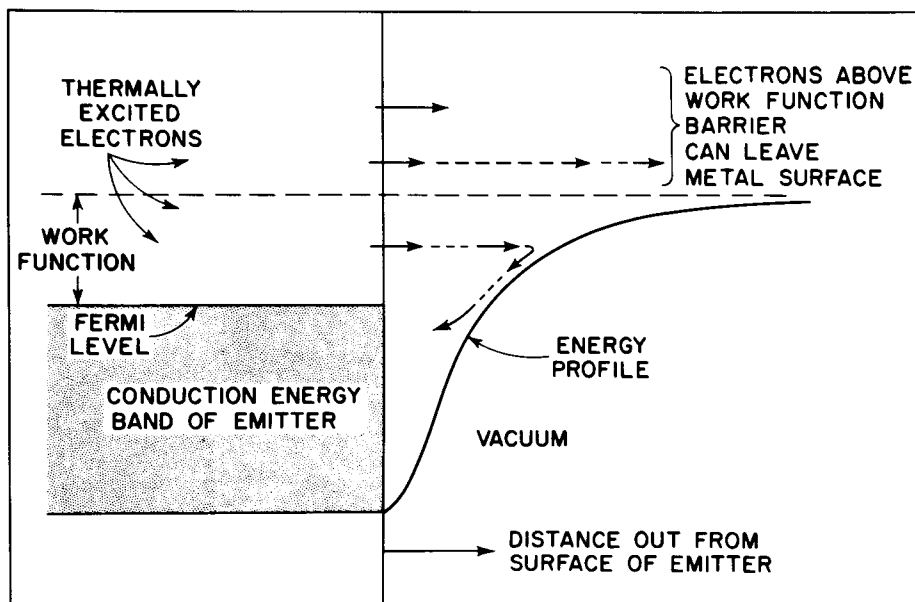 THERMALLY
EXCITED
ELECTRONS
ELECTRONS ABOVE
WORK FUNCTION
BARRIER
CAN LEAVE
METAL SURFACE
WORK
FUNCTION
FERMI
LEVEL
ENERGY
PROFILE
CONDUCTION ENERGY
BAND OF EMITTER
VACUUM
DISTANCE OUT FROM
SURFACE OF EMITTER